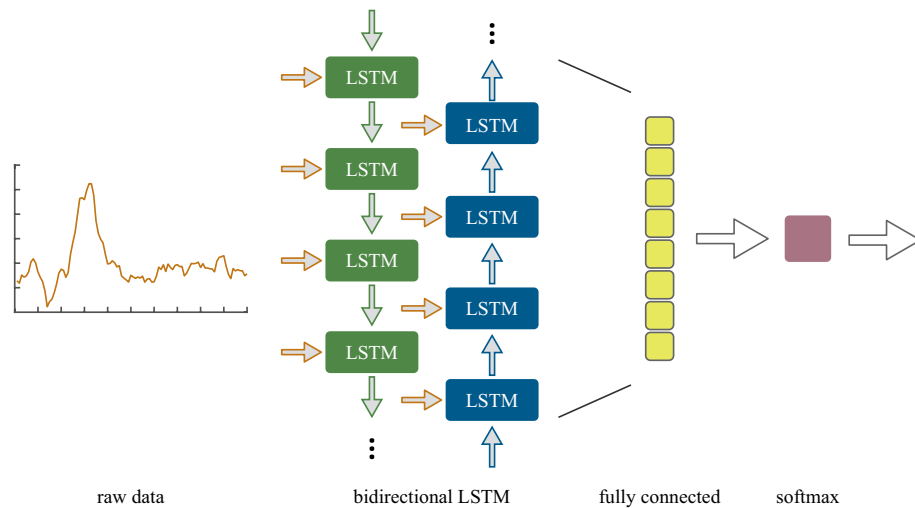 LSTM
LSTM
LSTM
LSTM
LSTM
LSTM
LSTM
LSTM
raw data
bidirectional LSTM
fully connected
softmax